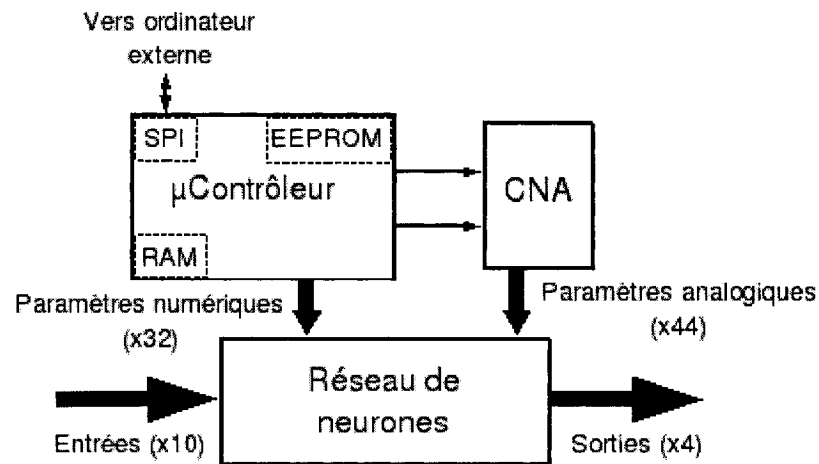 Vers ordinateur
externe
SPI
EEPROM
µContrôleur
CNA
RAM
Paramètres numériques
(x32)
Paramètres analogiques
(x44)
Réseau de
neurones
Entrées (x10)
Sorties (x4)